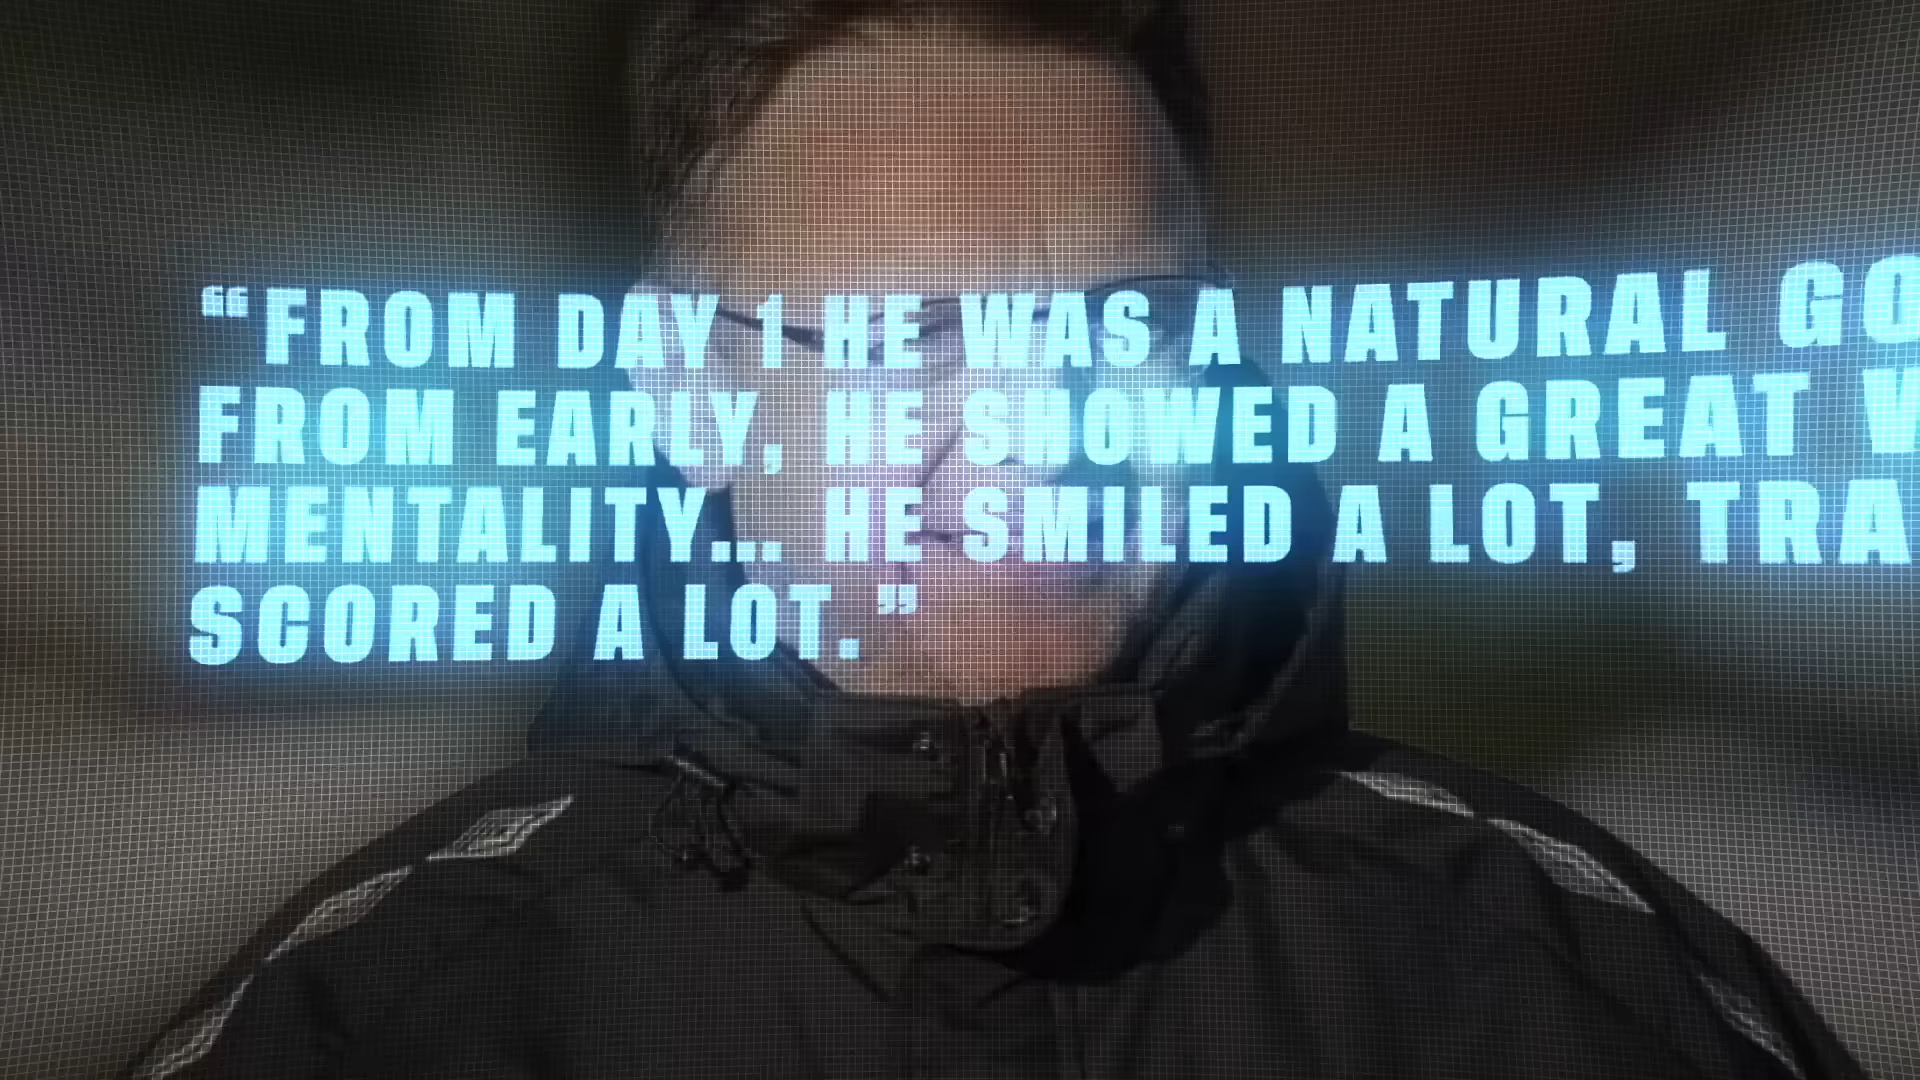 “FROM DAY 1 HE WAS A NATURAL
FROM EARLY, HE SHOWED A GREAT
MENTALITY... HE SMILED A LOT,
SCORED A LOT.”